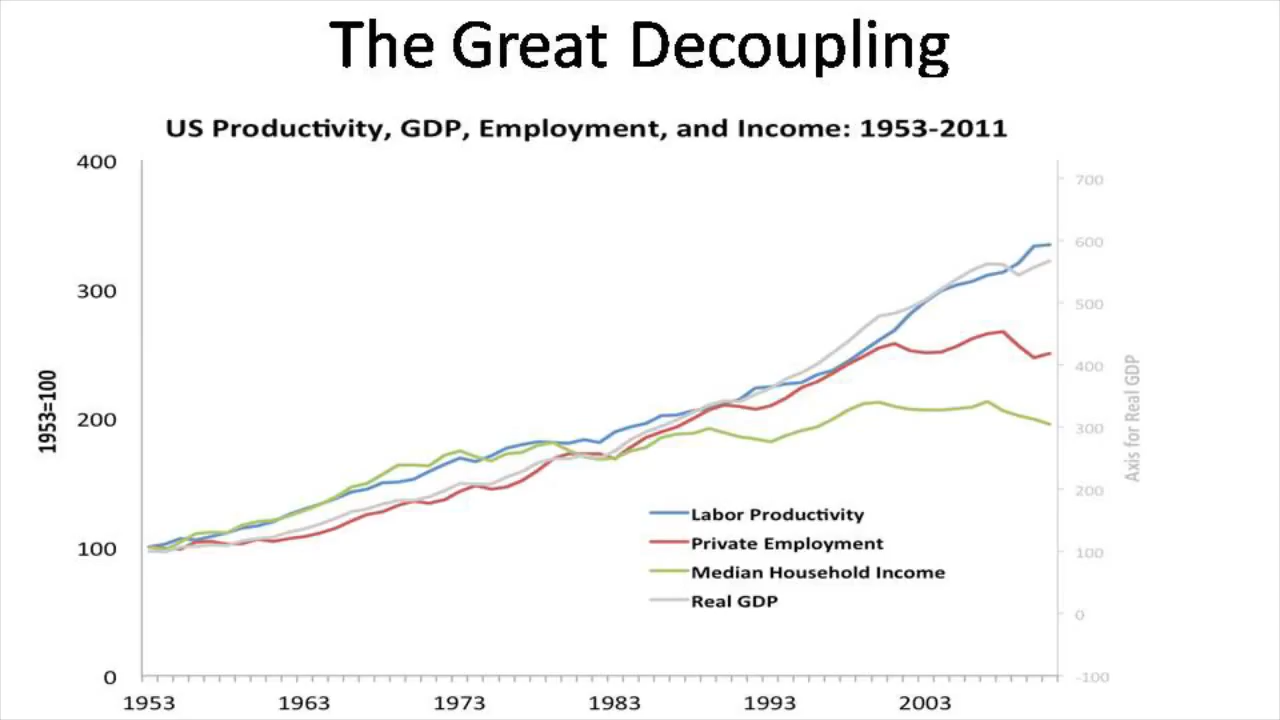 The Great Decoupling
US Productivity, GDP, Employment, and Income: 1953-2011
400
300
200
100
0
1953=100
700
600
500
400
300
200
100
0
-100
Axis for Real GDP
Labor Productivity
Private Employment
Median Household Income
Real GDP
1953 1963 1973 1983 1993 2003